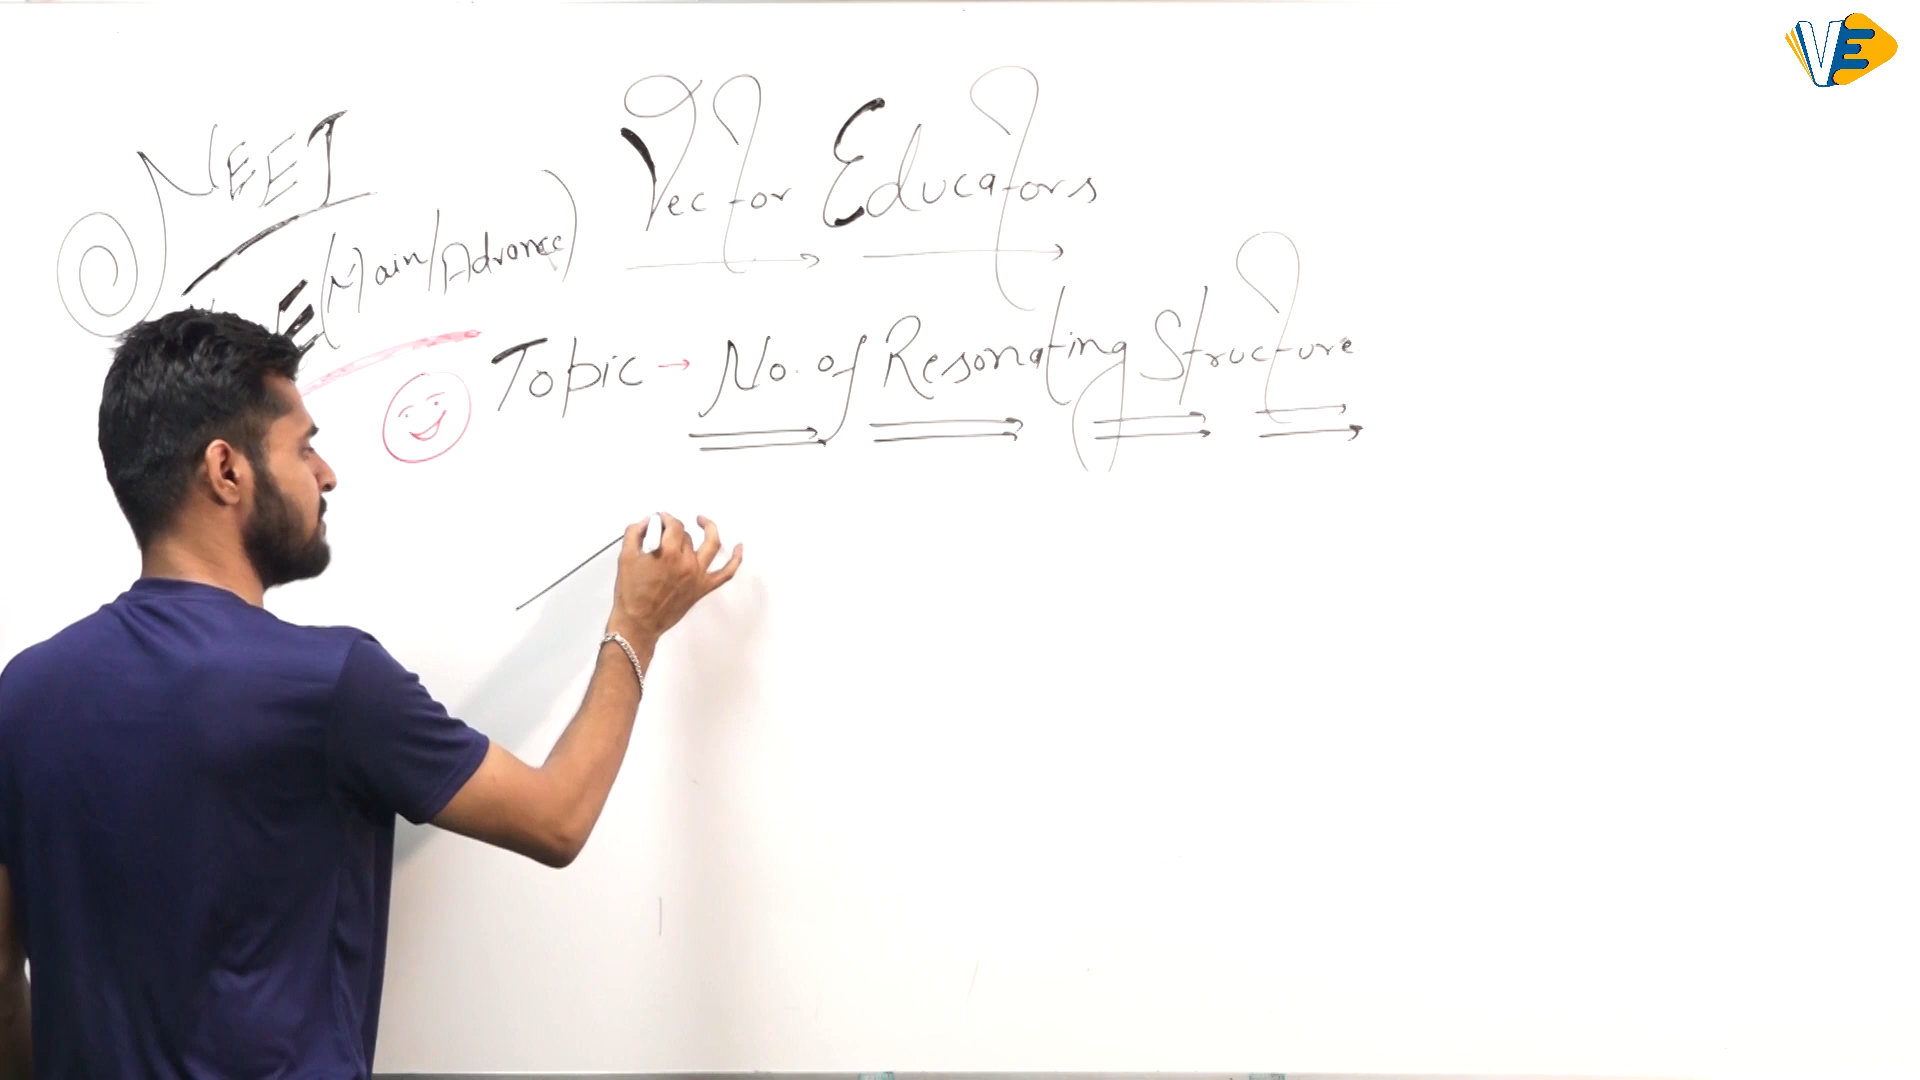 NEET
Vector Educators
E (Main/Advance)
Topic → No. of Resonating Structure
VE